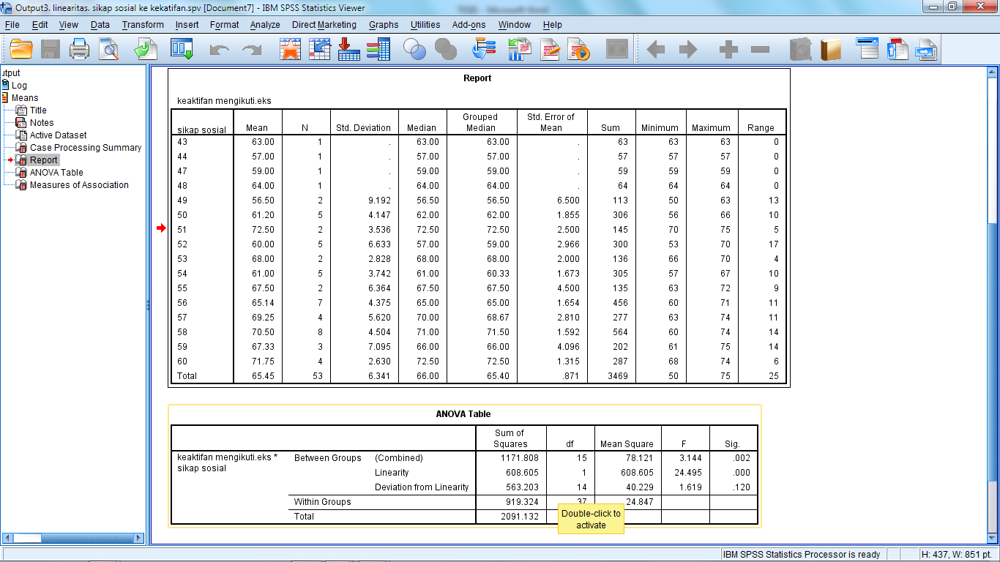 Output3. linearitas. sikap sosial ke kekatifan.spv [Document7] - IBM SPSS Statistics Viewer
File Edit View Data Transform Insert Format Analyze Direct Marketing Graphs Utilities Add-ons Window Help
Log
Means
Title
Notes
Active Dataset
Case Processing Summary
Report
ANOVA Table
Measures of Association
Report
keaktifan mengikuti.eks
sikap sosial Mean N Std. Deviation Median Grouped Median Std. Error of Mean Sum Minimum Maximum Range
43 63.00 1 . 63.00 63.00 . 63 63 63 0
44 57.00 1 . 57.00 57.00 . 57 57 57 0
47 59.00 1 . 59.00 59.00 . 59 59 59 0
48 64.00 1 . 64.00 64.00 . 64 64 64 0
49 56.50 2 9.192 56.50 56.50 6.500 113 50 63 13
50 61.20 5 4.147 62.00 62.00 1.855 306 56 66 10
51 72.50 2 3.536 72.50 72.50 2.500 145 70 75 5
52 60.00 5 6.633 57.00 59.00 2.966 300 53 70 17
53 68.00 2 2.828 68.00 68.00 2.000 136 66 70 4
54 61.00 5 3.742 61.00 60.33 1.673 305 57 67 10
55 67.50 2 6.364 67.50 67.50 4.500 135 63 72 9
56 65.14 7 4.375 65.00 65.00 1.654 456 60 71 11
57 69.25 4 5.620 70.00 68.67 2.810 277 63 74 11
58 70.50 8 4.504 71.00 71.50 1.592 564 60 74 14
59 67.33 3 7.095 66.00 66.00 4.096 202 61 75 14
60 71.75 4 2.630 72.50 72.50 1.315 287 68 74 6
Total 65.45 53 6.341 66.00 65.40 .871 3469 50 75 25
ANOVA Table
Sum of Squares df Mean Square F Sig.
keaktifan mengikuti.eks * sikap sosial Between Groups (Combined) 1171.808 15 78.121 3.144 .002
Linearity 608.605 1 608.605 24.495 .000
Deviation from Linearity 563.203 14 40.229 1.619 .120
Within Groups 919.324 37 24.847
Total 2091.132
Double-click to
activate
IBM SPSS Statistics Processor is ready H: 437, W: 851 pt.